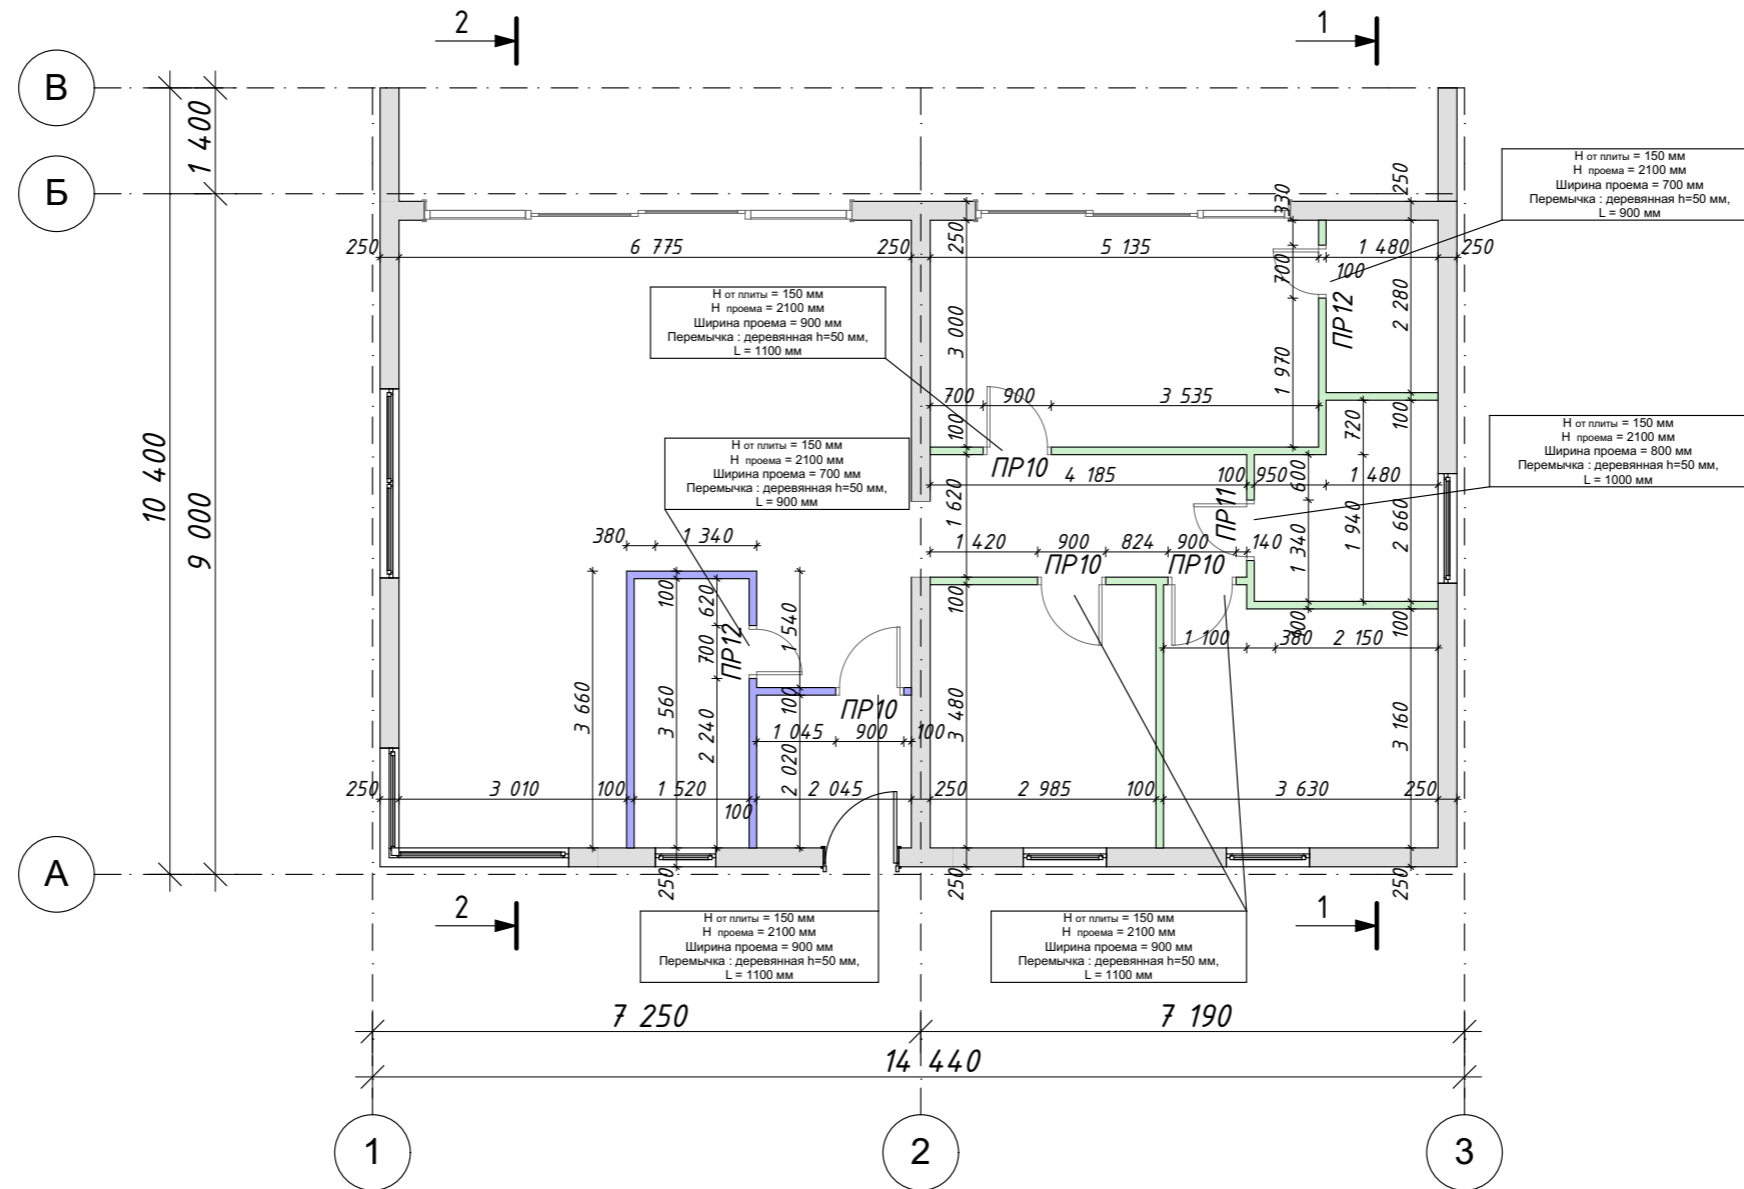 2
1
В
Б
А
1 400
10 400
9 000
Н от плиты = 150 мм
Н проема = 2100 мм
Ширина проема = 700 мм
Перемычка : деревянная h=50 мм,
L = 900 мм
250
330
250
250
6 775
250
5 135
1 480
250
700
100
2 280
ПР12
Н от плиты = 150 мм
Н проема = 2100 мм
Ширина проема = 900 мм
Перемычка : деревянная h=50 мм,
L = 1100 мм
3 000
1 970
700
900
3 535
100
720
100
Н от плиты = 150 мм
Н проема = 2100 мм
Ширина проема = 800 мм
Перемычка : деревянная h=50 мм,
L = 1000 мм
Н от плиты = 150 мм
Н проема = 2100 мм
Ширина проема = 700 мм
Перемычка : деревянная h=50 мм,
L = 900 мм
ПР10
4 185
100
950
600
1 480
1 620
ПР11
1 340
1 940
2 660
380
1 340
1 420
900
824
900
140
ПР10
ПР10
100
620
1 540
100
100
100
ПР12
700
1 100
380
2 150
3 660
3 560
2 240
100
ПР10
1 045
900
100
2 020
3 480
3 160
250
3 010
100
1 520
100
2 045
250
2 985
100
3 630
250
250
250
250
2
1
Н от плиты = 150 мм
Н проема = 2100 мм
Ширина проема = 900 мм
Перемычка : деревянная h=50 мм,
L = 1100 мм
Н от плиты = 150 мм
Н проема = 2100 мм
Ширина проема = 900 мм
Перемычка : деревянная h=50 мм,
L = 1100 мм
7 250
7 190
14 440
1
2
3